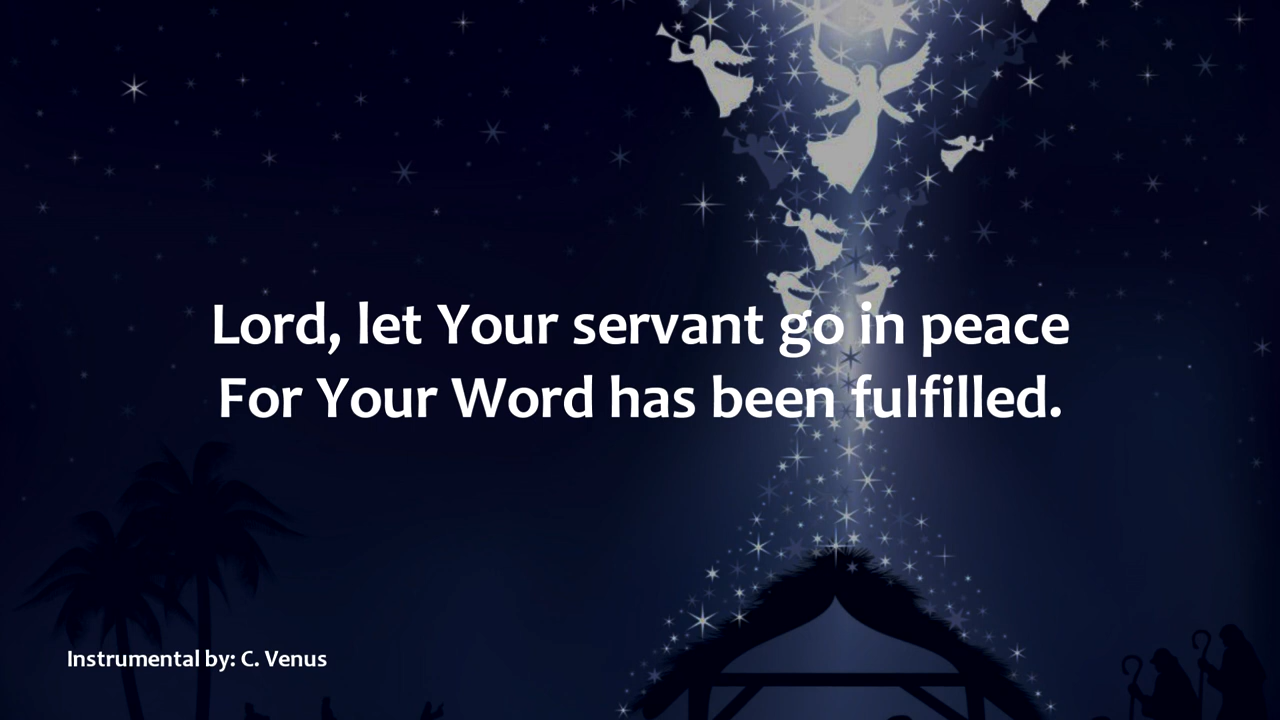 Lord, let Your servant go in peace
For Your Word has been fulfilled.
Instrumental by: C. Venus